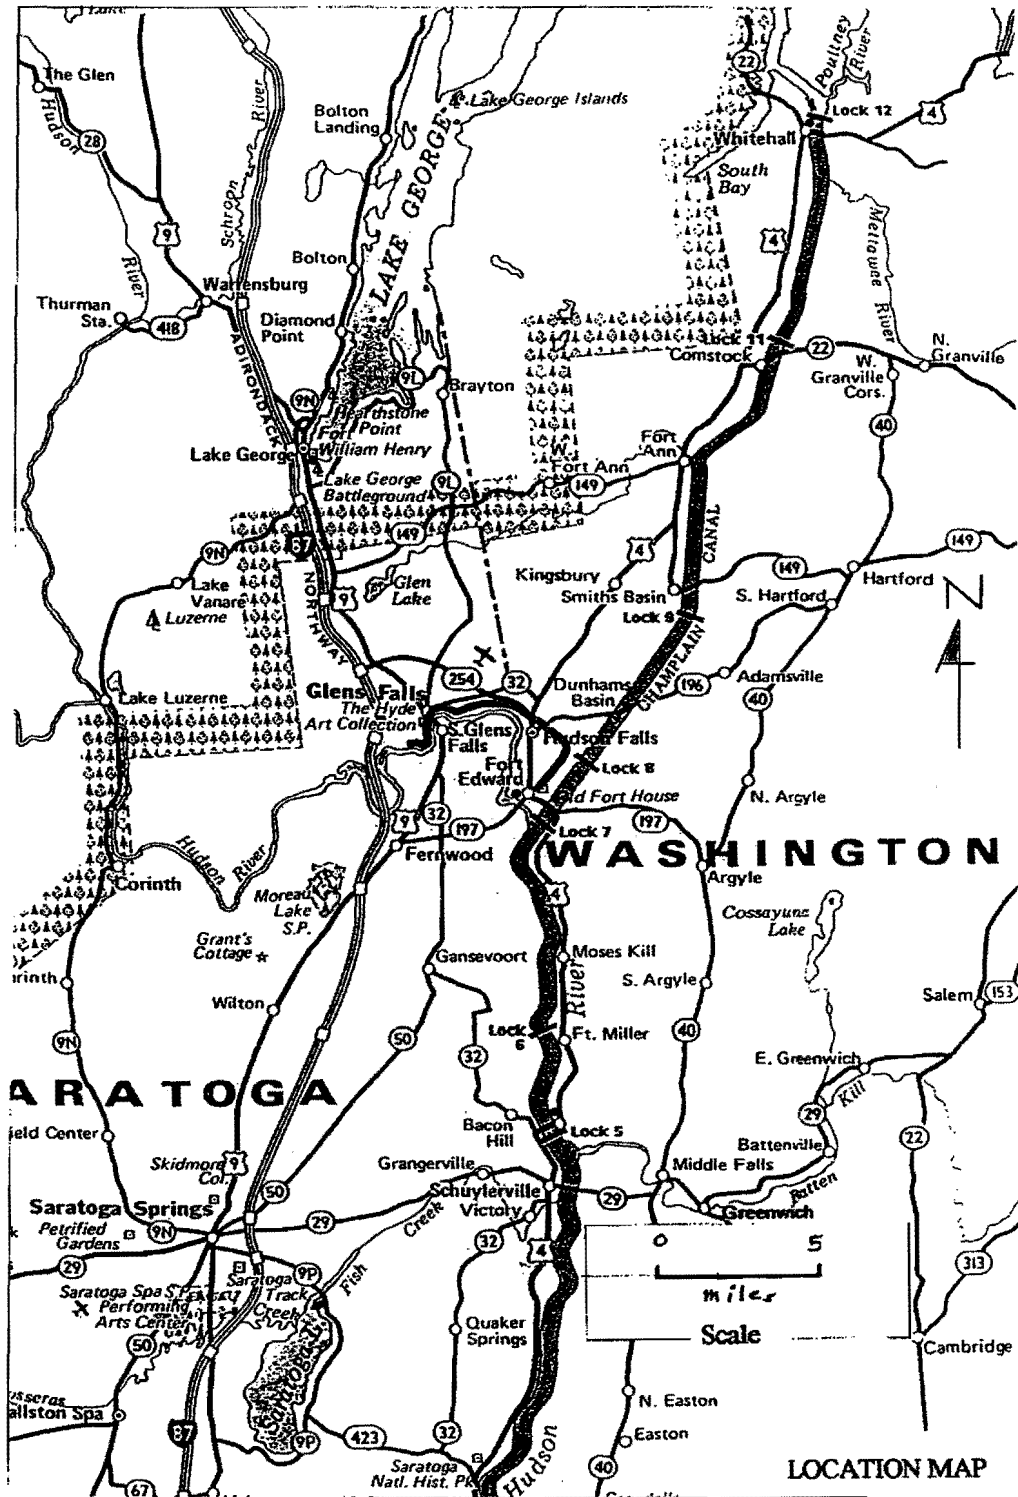 Lake
The Glen
Hudson
28
9
Schroon
River
River
Bolton
Landing
LAKE GEORGE
Lake George Islands
22
Poultney
River
Lock 12
4
Whitehall
South
Bay
4
Mettawee
River
Bolton
Warrensburg
Thurman
Sta.
418
Diamond
Point
ADIRONDACK
Lock 11
Comstock
22
N.
Granville
W.
Granville
Cors.
9L
Brayton
9N
Hearthstone
Point
Fort
William Henry
Lake George
Lake George
Battleground
9L
40
Fort
Ann
W.
Fort Ann
149
149
87
9N
CANAL
4
Kingsbury
Smiths Basin
149
149
Hartford
S. Hartford
Lock 9
N
Lake
Vanare
Luzerne
NORTHWAY
9
Glen
Lake
CHAMPLAIN
254
32
Dunhams
Basin
196
Adamsville
40
Lake Luzerne
Glens Falls
The Hyde
Art Collection
S. Glens
Falls
Hudson Falls
Fort
Edward
Lock 8
Old Fort House
N. Argyle
9
32
197
197
Lock 7
Fernwood
WASHINGTON
Hudson
River
Corinth
Moreau
Lake
S.P.
Argyle
4
Cossayuna
Lake
Grant's
Cottage
Gansevoort
Moses Kill
River
S. Argyle
rinth
Wilton
Salem
153
9N
50
Lock
6
Ft. Miller
40
32
E. Greenwich
Kill
ARATOGA
29
22
ield Center
Bacon
Hill
Lock 5
Battenville
Skidmore
Col.
9
Grangerville
Middle Falls
50
Schuylerville
Victory
29
Batten
Greenwich
Saratoga Springs
Petrified
Gardens
9N
29
Creek
29
32
4
0 5
miles
Scale
313
9P
Fish
Saratoga
Track
Creek
Saratoga Spa S.P.
Performing
Arts Center
50
Saratoga L.
Quaker
Springs
Cambridge
osseras
allston Spa
N. Easton
87
9P
423
32
Easton
Hudson
Saratoga
Natl. Hist. Pk.
40
67
LOCATION MAP